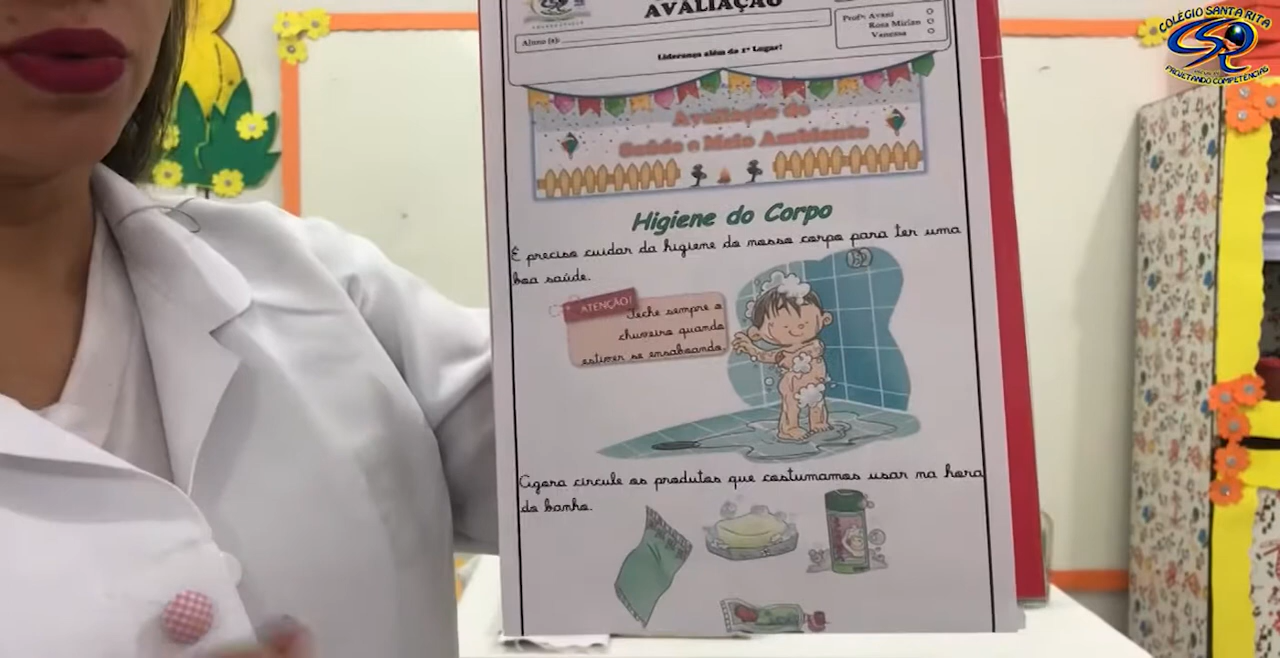 AVALIAÇÃO
Aluno (a):
Profª: Avani
Rosa Mirian
Vanessa
Liderança além do 1º Lugar!
Avaliação de
Saúde e Meio Ambiente
Higiene do Corpo
É preciso cuidar da higiene do nosso corpo para ter uma
boa saúde.
ATENÇÃO!
Feche sempre o
chuveiro quando
estiver se ensaboando.
Agora circule os produtos que costumamos usar na hora
do banho.
COLÉGIO SANTA RITA
PROJETANDO COMPETÊNCIAS